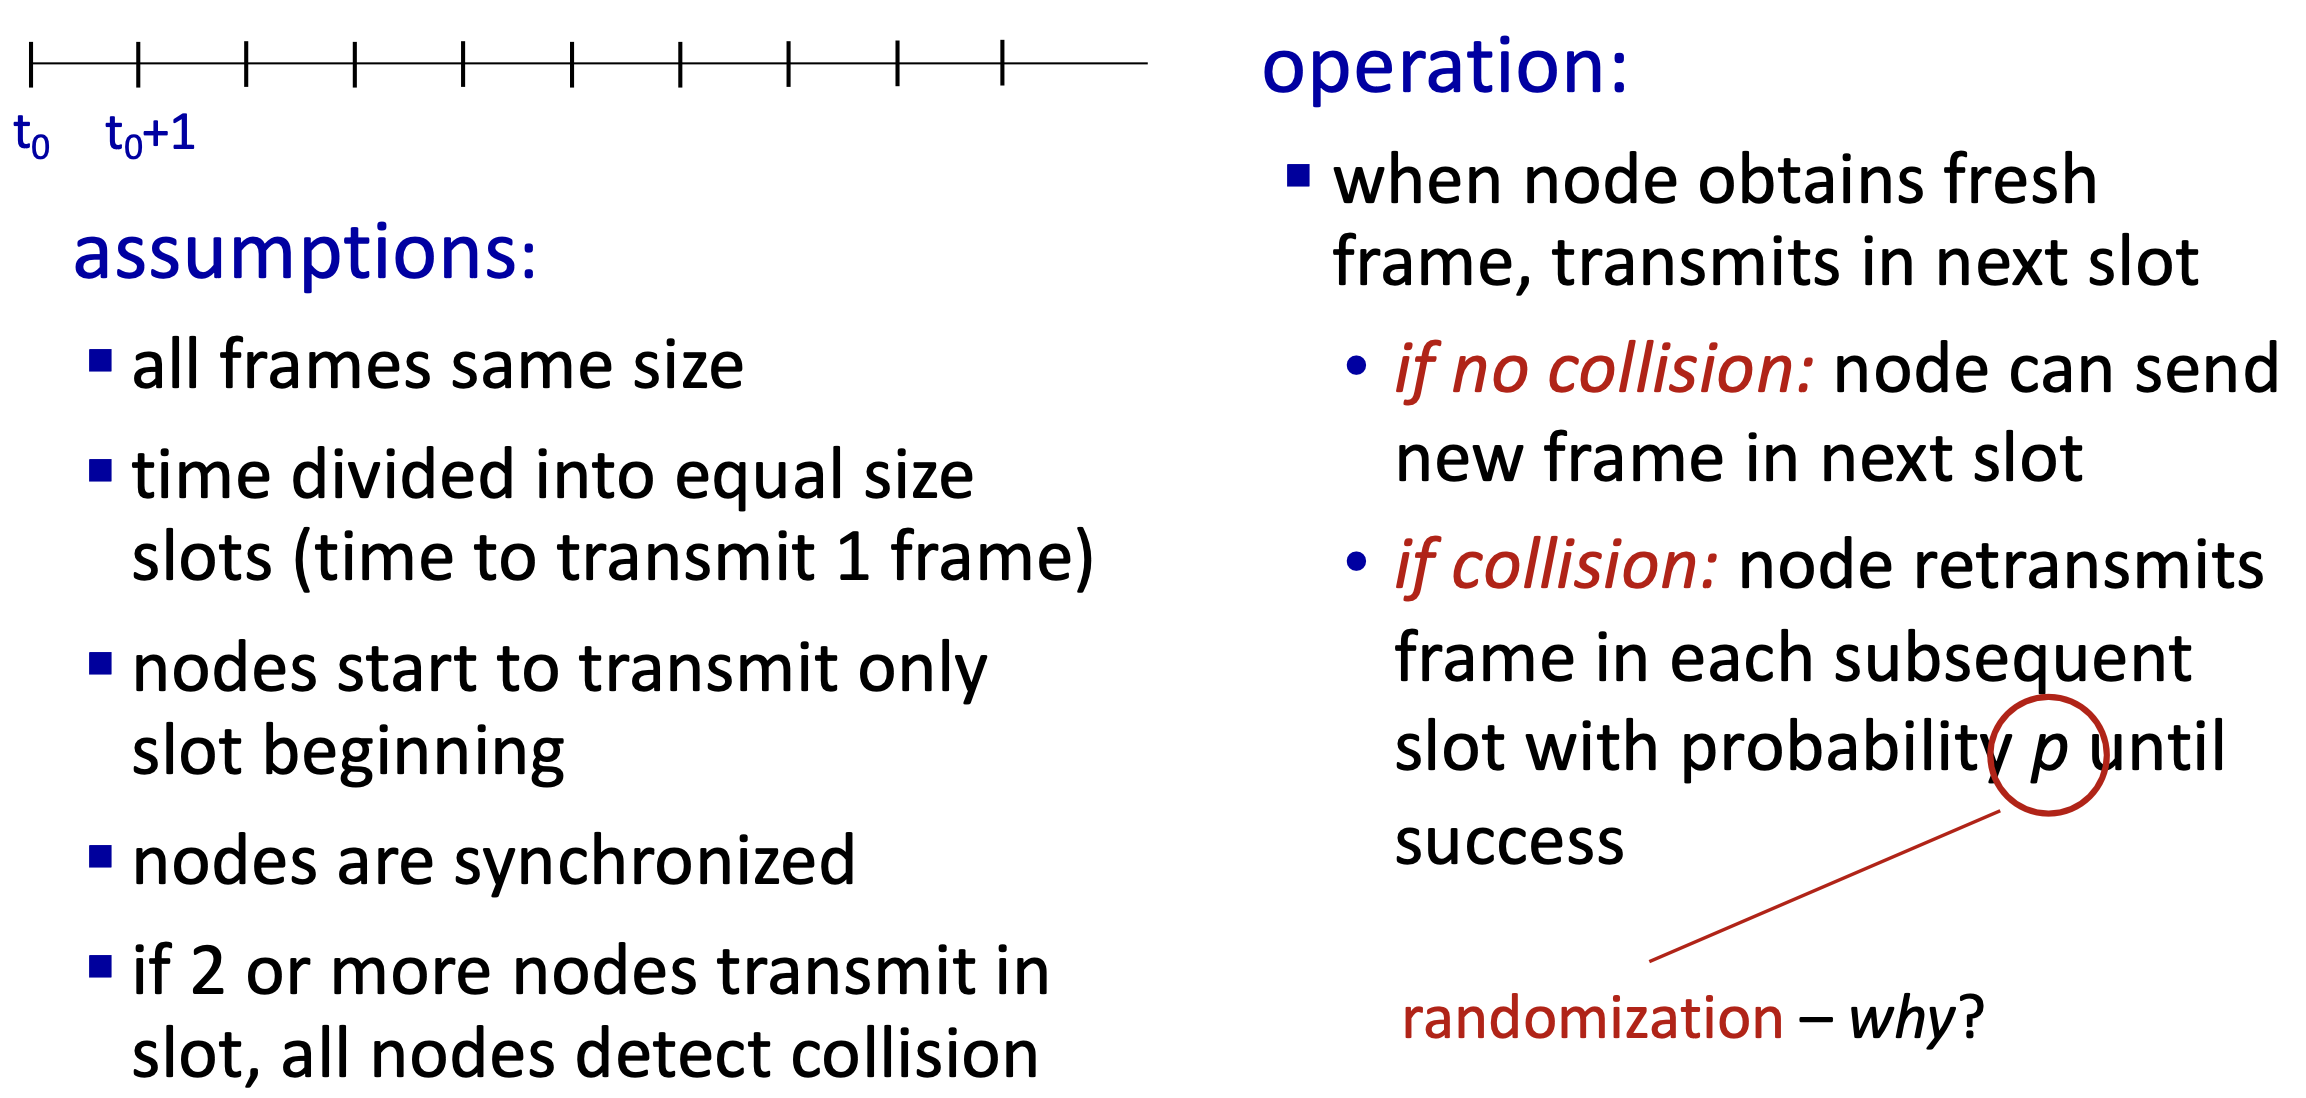 t₀ t₀+1
assumptions:
▪ all frames same size
▪ time divided into equal size
slots (time to transmit 1 frame)
▪ nodes start to transmit only
slot beginning
▪ nodes are synchronized
▪ if 2 or more nodes transmit in
slot, all nodes detect collision
operation:
▪ when node obtains fresh
frame, transmits in next slot
• if no collision: node can send
new frame in next slot
• if collision: node retransmits
frame in each subsequent
slot with probability p until
success
randomization – why?